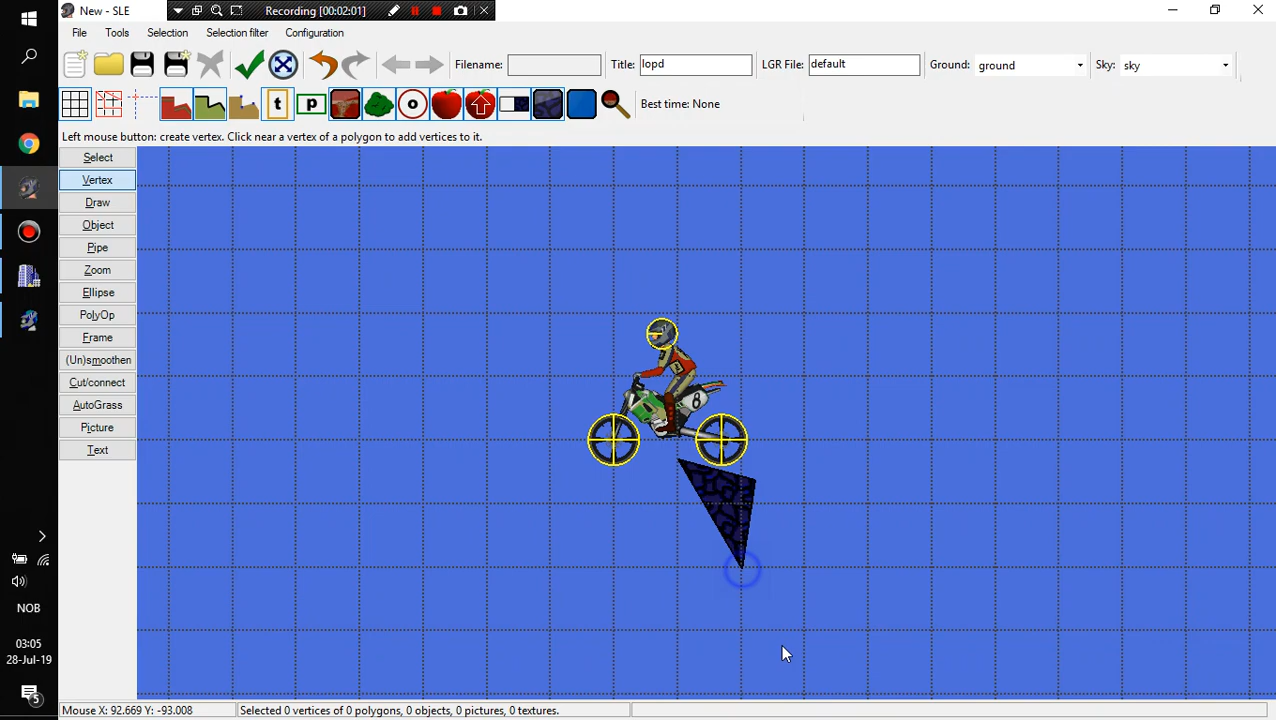 New - SLE
Recording [00:02:01]
File Tools Selection Selection filter Configuration
Filename: Title: lopd LGR File: default Ground: ground Sky: sky
t p o Best time: None
Left mouse button: create vertex. Click near a vertex of a polygon to add vertices to it.
Select
Vertex
Draw
Object
Pipe
Zoom
Ellipse
PolyOp
Frame
(Un)smoothen
Cut/connect
AutoGrass
Picture
Text
8
NOB
03:05
28-Jul-19
5
Mouse X: 92.669 Y: -93.008 Selected 0 vertices of 0 polygons, 0 objects, 0 pictures, 0 textures.